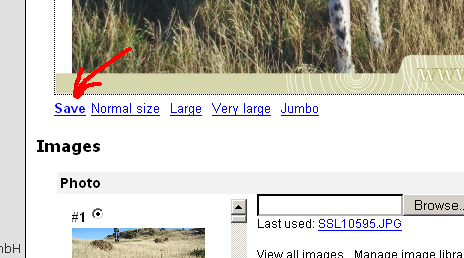 www
Save Normal size Large Very large Jumbo
Images
Photo
#1
Browse..
Last used: SSL10595.JPG
View all images Manage image libra
nbH